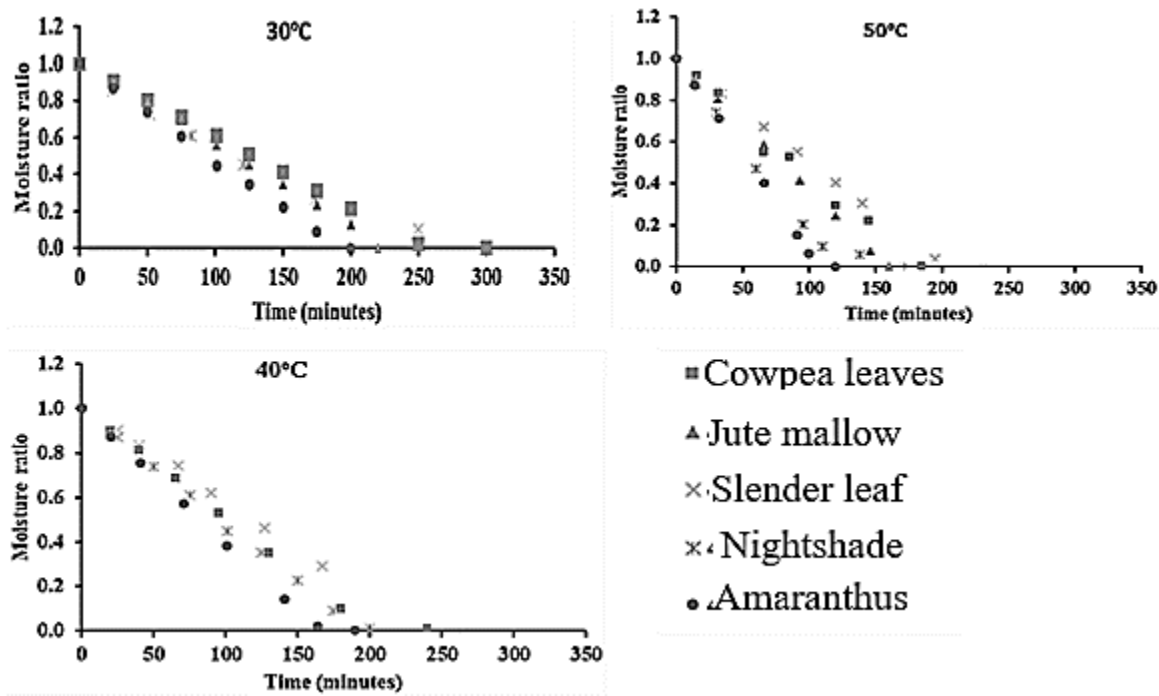 30°C
Moisture ratio
1.2
1.0
0.8
0.6
0.4
0.2
0.0
0 50 100 150 200 250 300 350
Time (minutes)
50°C
Moisture ratio
1.2
1.0
0.8
0.6
0.4
0.2
0.0
0 50 100 150 200 250 300 350
Time (minutes)
40°C
Moisture ratio
1.2
1.0
0.8
0.6
0.4
0.2
0.0
0 50 100 150 200 250 300 350
Time (minutes)
Cowpea leaves
Jute mallow
Slender leaf
Nightshade
Amaranthus